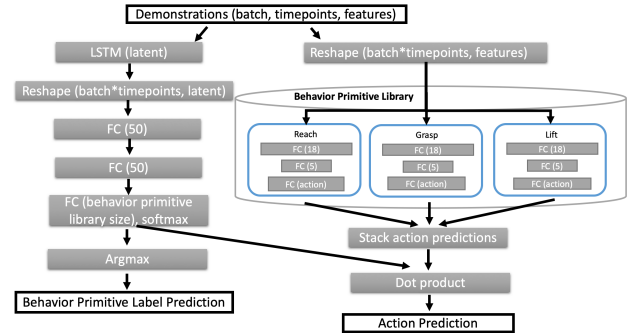 Demonstrations (batch, timepoints, features)
LSTM (latent)
Reshape (batch*timepoints, features)
Reshape (batch*timepoints, latent)
Behavior Primitive Library
FC (50)
FC (50)
FC (behavior primitive
library size), softmax
Reach
FC (18)
FC (5)
FC (action)
Grasp
FC (18)
FC (5)
FC (action)
Lift
FC (18)
FC (5)
FC (action)
Stack action predictions
Argmax
Dot product
Behavior Primitive Label Prediction
Action Prediction